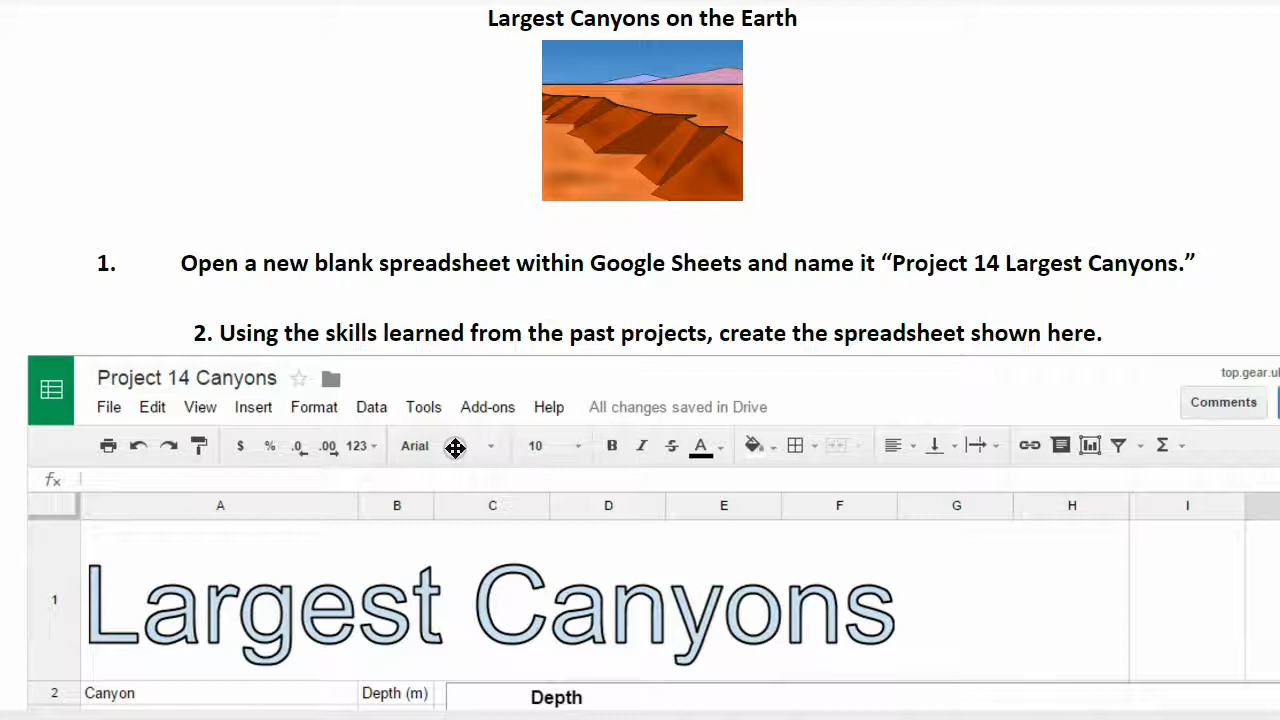 Largest Canyons on the Earth
1. Open a new blank spreadsheet within Google Sheets and name it “Project 14 Largest Canyons.”
2. Using the skills learned from the past projects, create the spreadsheet shown here.
Project 14 Canyons
top.gear.u
File Edit View Insert Format Data Tools Add-ons Help All changes saved in Drive
Comments
$ % .0 .00 123 Arial 10 B I S A Σ
fx
A B C D E F G H I
1 Largest Canyons
2 Canyon Depth (m) Depth